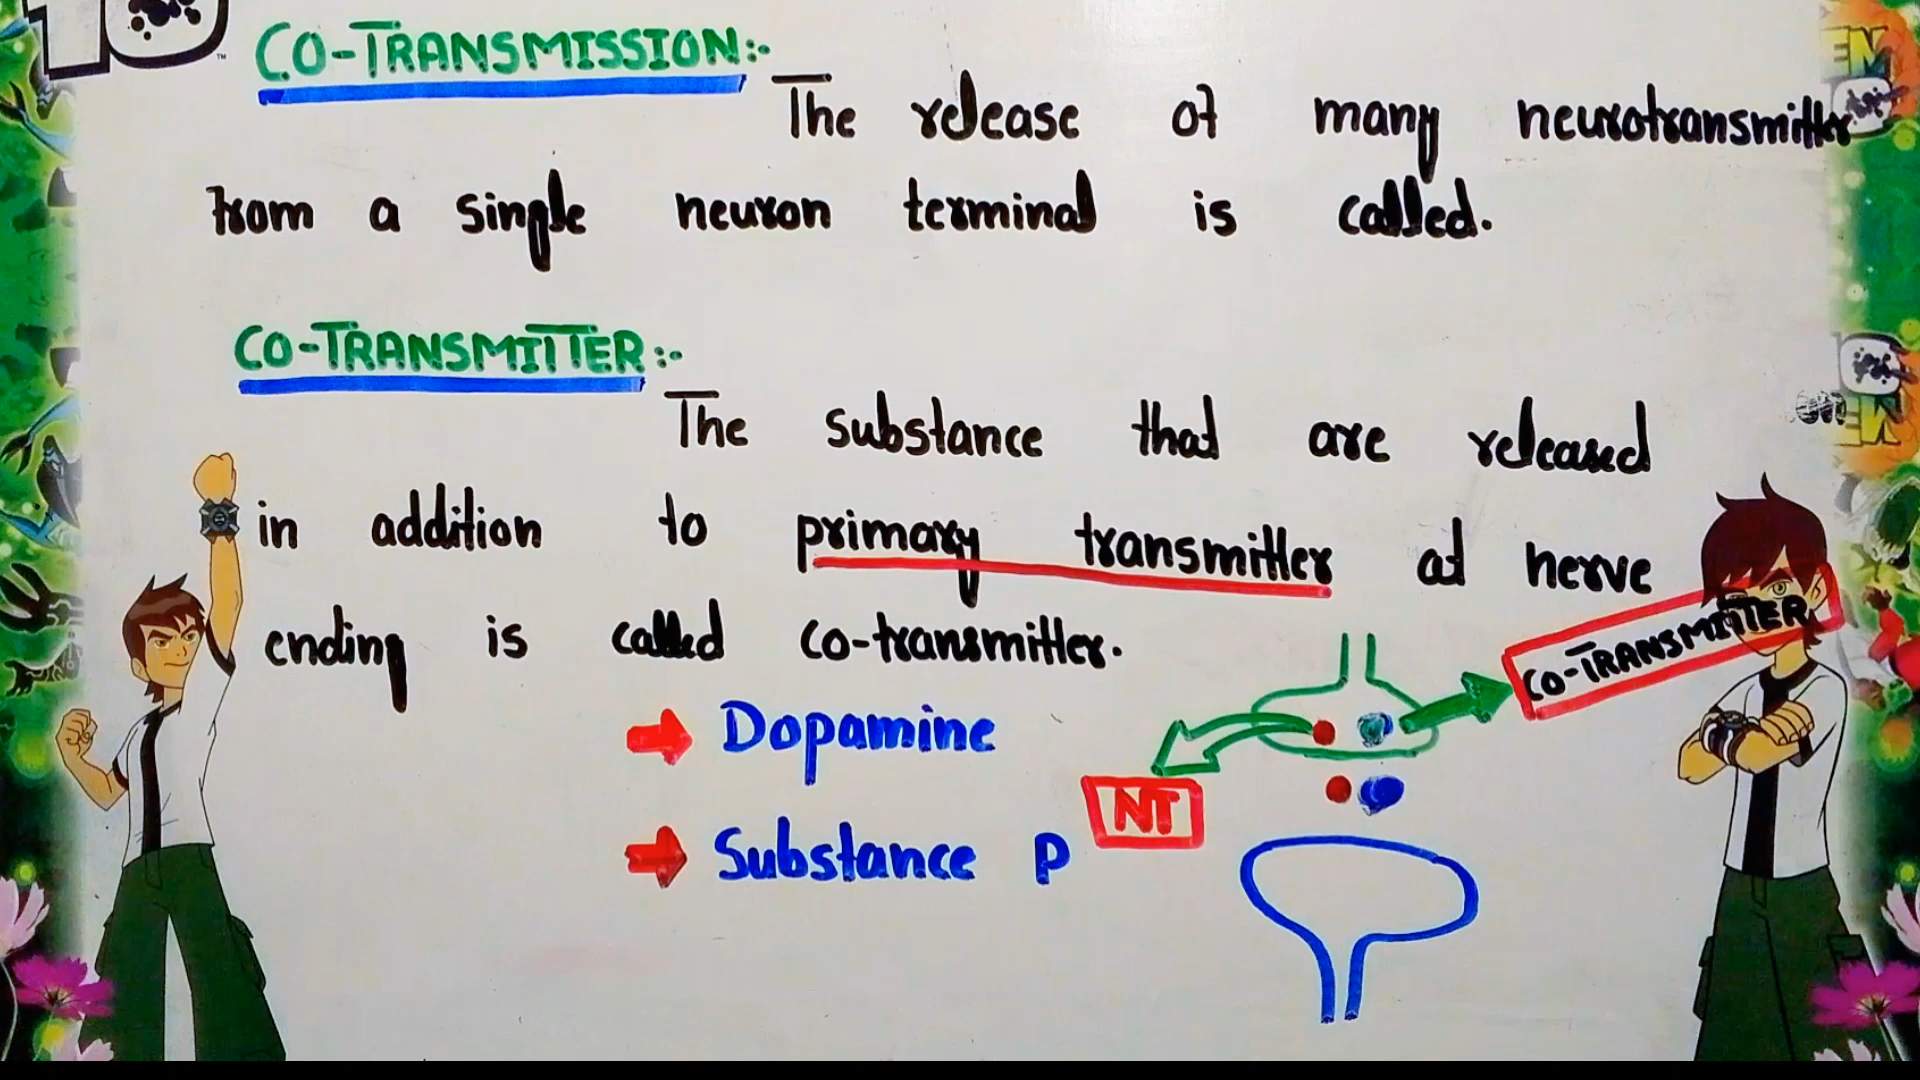 CO-TRANSMISSION:-
The release of many neurotransmitter
from a single neuron terminal is called.
CO-TRANSMITTER:-
The substance that are released
in addition to primary transmitter at nerve
ending is called co-transmitter.
CO-TRANSMITTER
Dopamine
NT
Substance P